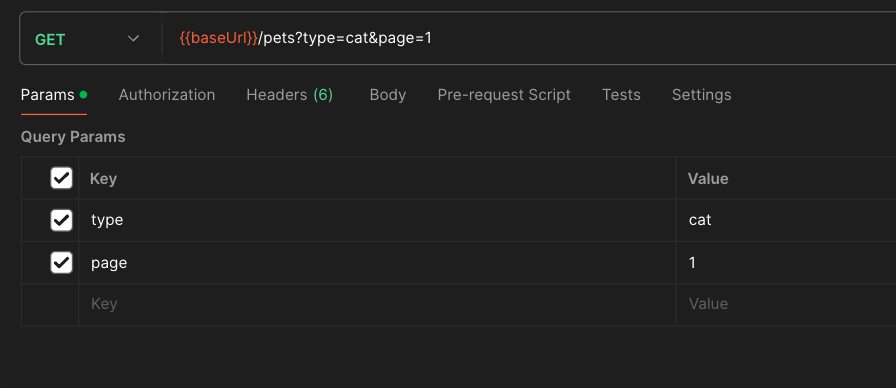 GET {{baseUrl}}/pets?type=cat&page=1
Params Authorization Headers (6) Body Pre-request Script Tests Settings
Query Params
Key Value
type cat
page 1
Key Value